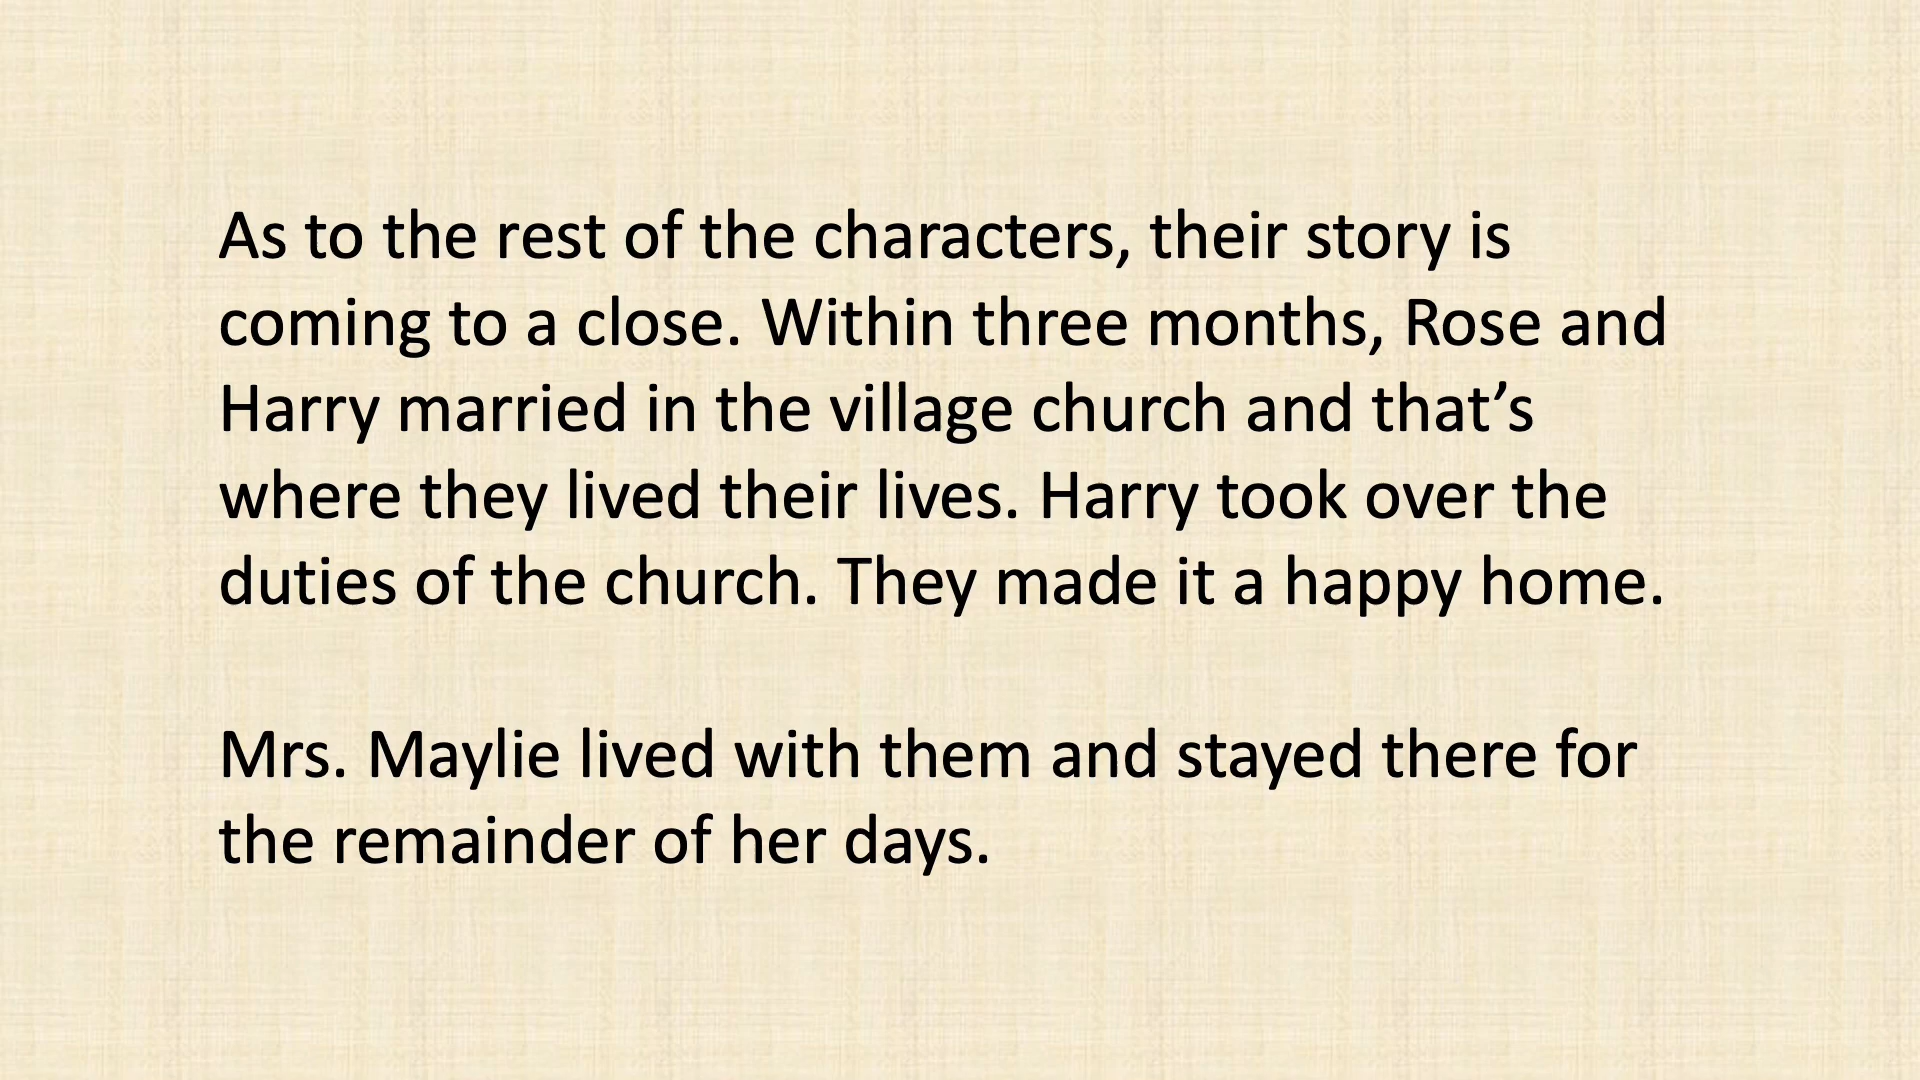 As to the rest of the characters, their story is
coming to a close. Within three months, Rose and
Harry married in the village church and that’s
where they lived their lives. Harry took over the
duties of the church. They made it a happy home.
Mrs. Maylie lived with them and stayed there for
the remainder of her days.